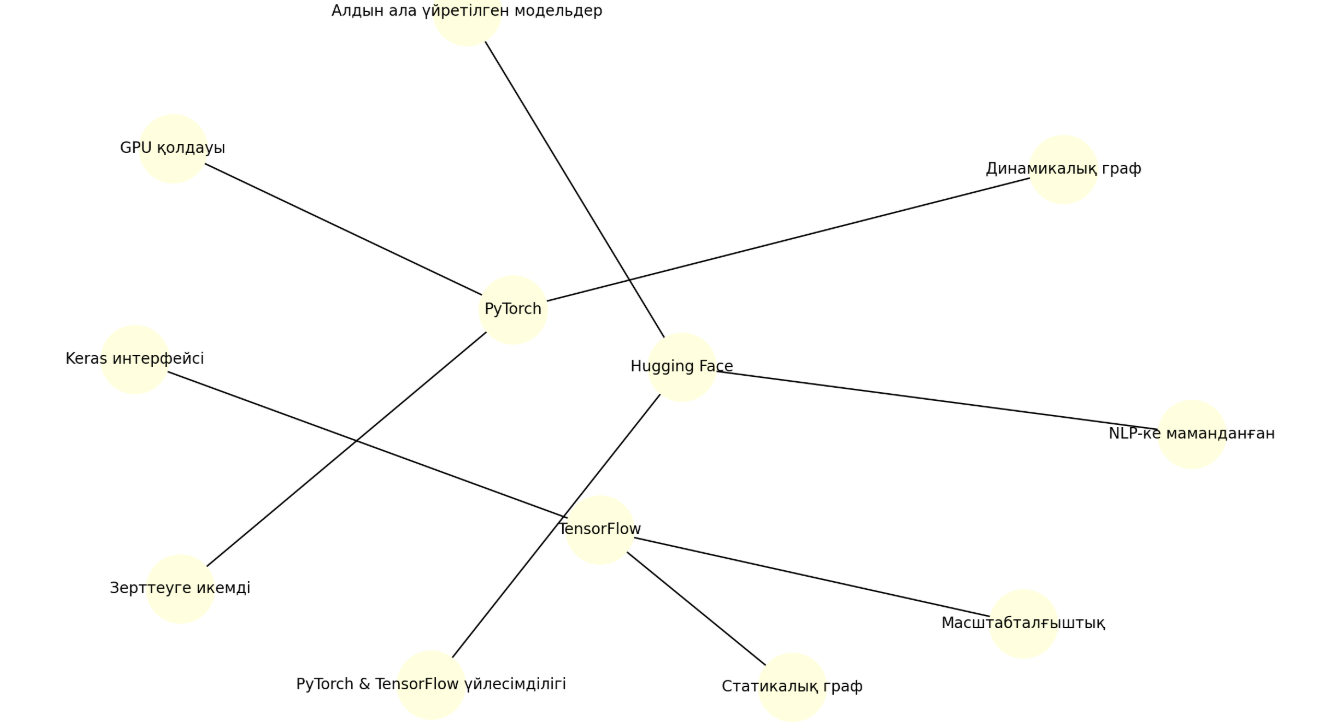 Алдын ала үйретілген модельдер
GPU қолдауы
Динамикалық граф
PyTorch
Keras интерфейсі
Hugging Face
NLP-ке маманданған
TensorFlow
Зерттеуге икемді
Масштабталғыштық
PyTorch & TensorFlow үйлесімділігі
Статикалық граф